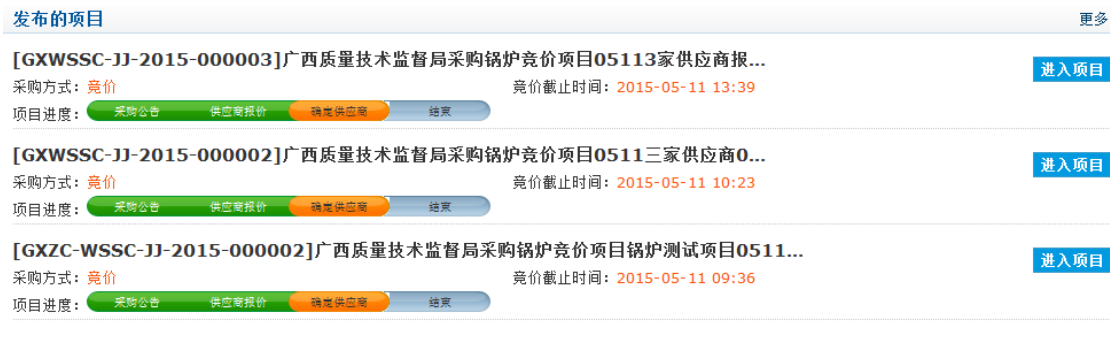 发布的项目 更多
[GXWSSC-JJ-2015-000003]广西质量技术监督局采购锅炉竞价项目05113家供应商报...
进入项目
采购方式：竞价 竞价截止时间：2015-05-11 13:39
项目进度： 采购公告 供应商报价 确定供应商 结束
[GXWSSC-JJ-2015-000002]广西质量技术监督局采购锅炉竞价项目0511三家供应商0...
进入项目
采购方式：竞价 竞价截止时间：2015-05-11 10:23
项目进度： 采购公告 供应商报价 确定供应商 结束
[GXZC-WSSC-JJ-2015-000002]广西质量技术监督局采购锅炉竞价项目锅炉测试项目0511...
进入项目
采购方式：竞价 竞价截止时间：2015-05-11 09:36
项目进度： 采购公告 供应商报价 确定供应商 结束